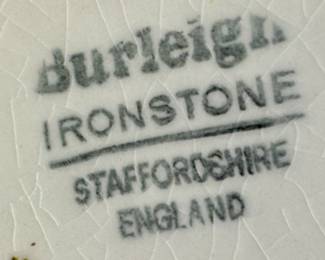 Burleigh
IRONSTONE
STAFFORDSHIRE
ENGLAND